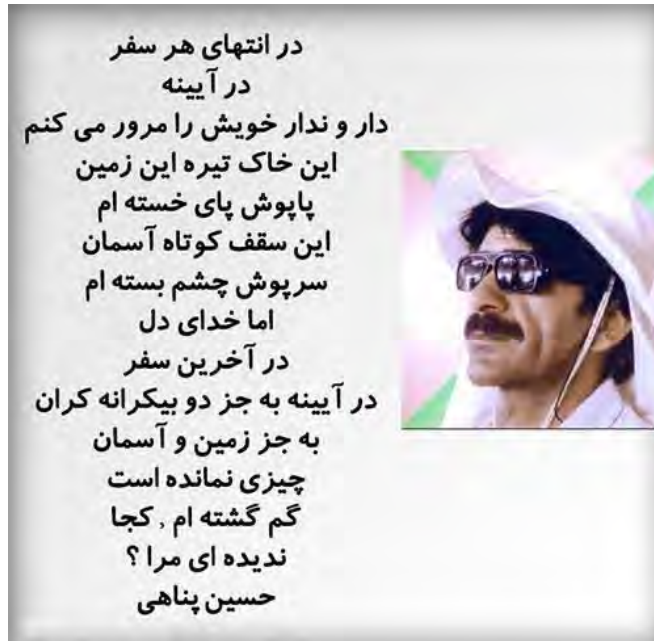 در انتهای هر سفر
در آیینه
دار و ندار خویش را مرور می کنم
این خاک تیره این زمین
پاپوش پای خسته ام
این سقف کوتاه آسمان
سرپوش چشم بسته ام
اما خدای دل
در آخرین سفر
در آیینه به جز دو بیکرانه کران
به جز زمین و آسمان
چیزی نمانده است
گم گشته ام , کجا
ندیده ای مرا ؟
حسین پناهی